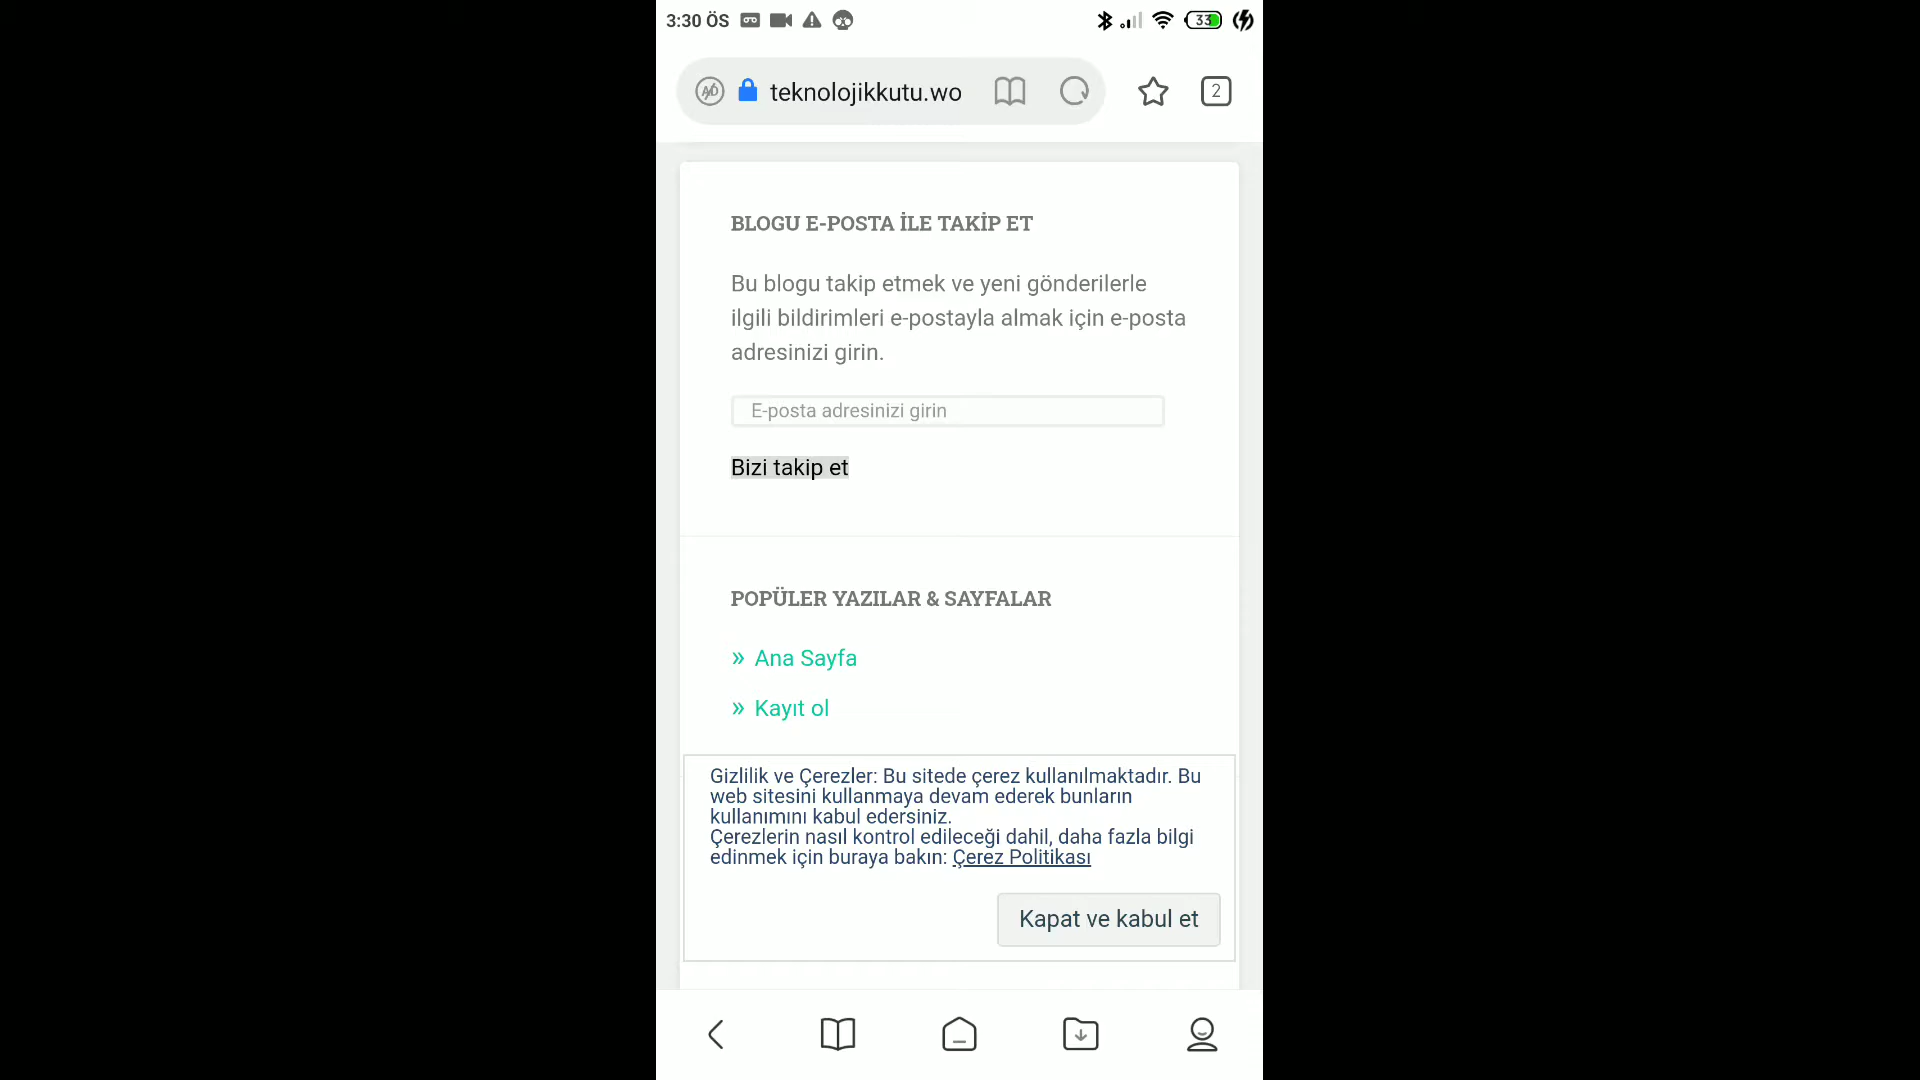 3:30 ÖS
33
AD
teknolojikkutu.wo
2
BLOGU E-POSTA İLE TAKİP ET
Bu blogu takip etmek ve yeni gönderilerle
ilgili bildirimleri e-postayla almak için e-posta
adresinizi girin.
E-posta adresinizi girin
Bizi takip et
POPÜLER YAZILAR & SAYFALAR
» Ana Sayfa
» Kayıt ol
Gizlilik ve Çerezler: Bu sitede çerez kullanılmaktadır. Bu
web sitesini kullanmaya devam ederek bunların
kullanımını kabul edersiniz.
Çerezlerin nasıl kontrol edileceği dahil, daha fazla bilgi
edinmek için buraya bakın: Çerez Politikası
Kapat ve kabul et